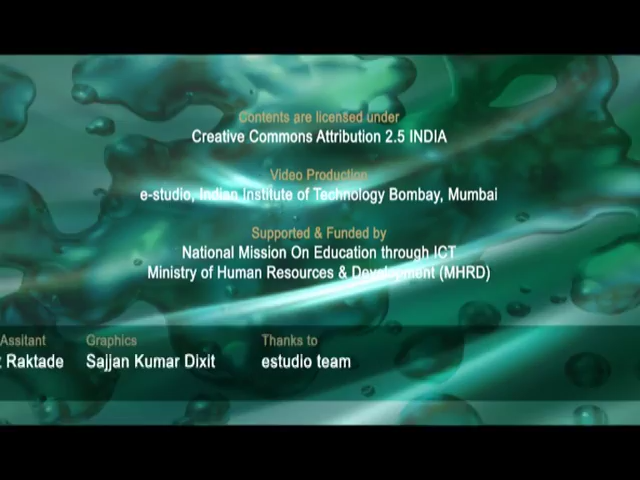 Contents are licensed under
Creative Commons Attribution 2.5 INDIA
Video Production
e-studio, Indian Institute of Technology Bombay, Mumbai
Supported & Funded by
National Mission On Education through ICT
Ministry of Human Resources & Development (MHRD)
Assitant Graphics Thanks to
Raktade Sajjan Kumar Dixit estudio team